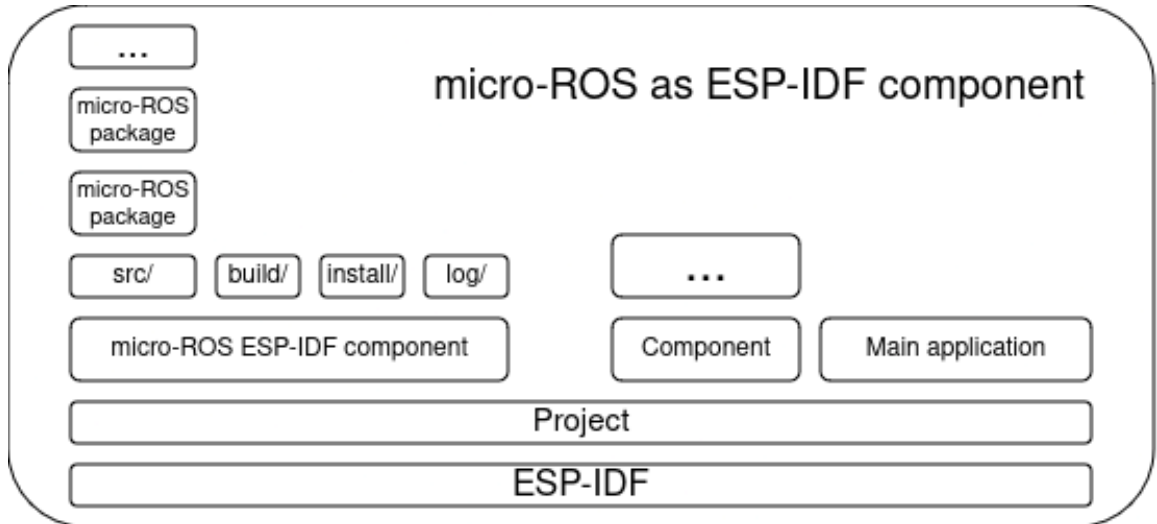 ...
micro-ROS as ESP-IDF component
micro-ROS
package
micro-ROS
package
src/
build/
install/
log/
...
micro-ROS ESP-IDF component
Component
Main application
Project
ESP-IDF